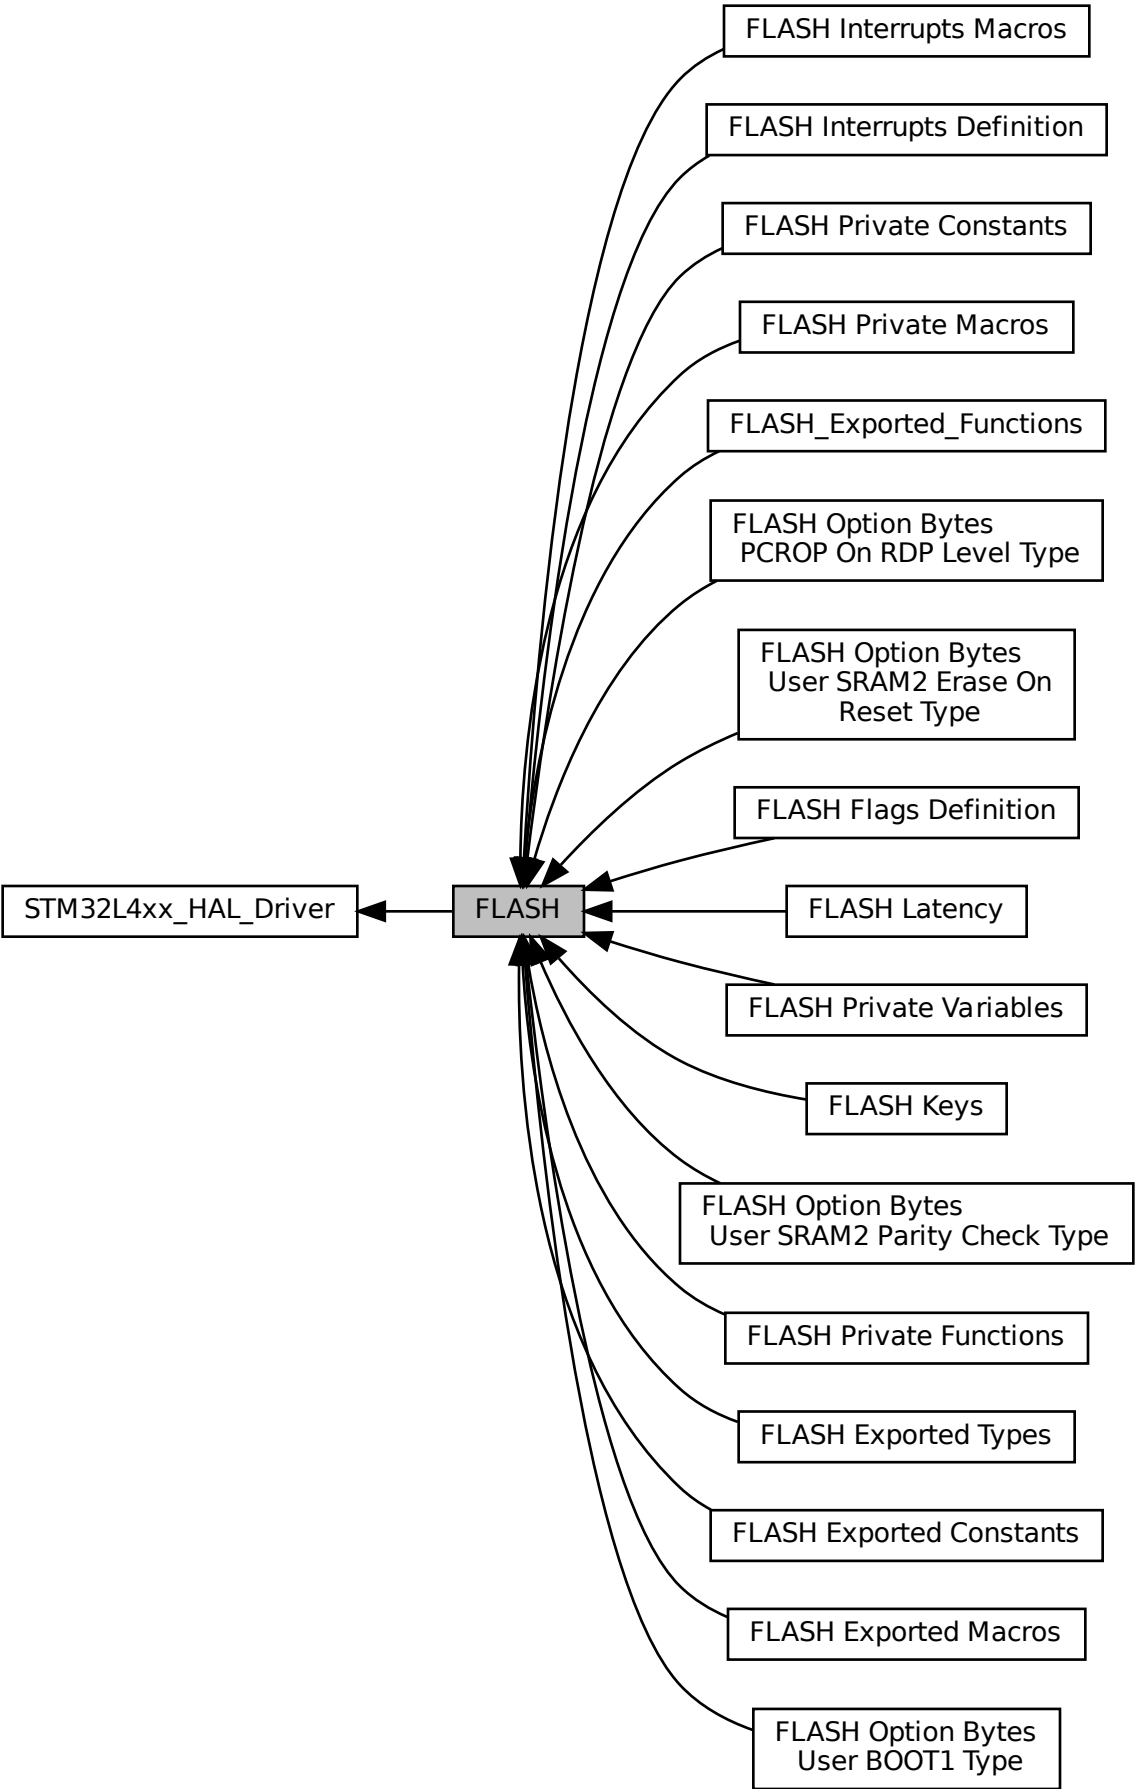 FLASH Interrupts Macros
FLASH Interrupts Definition
FLASH Private Constants
FLASH Private Macros
FLASH_Exported_Functions
FLASH Option Bytes
PCROP On RDP Level Type
FLASH Option Bytes
User SRAM2 Erase On
Reset Type
FLASH Flags Definition
STM32L4xx_HAL_Driver
FLASH
FLASH Latency
FLASH Private Variables
FLASH Keys
FLASH Option Bytes
User SRAM2 Parity Check Type
FLASH Private Functions
FLASH Exported Types
FLASH Exported Constants
FLASH Exported Macros
FLASH Option Bytes
User BOOT1 Type